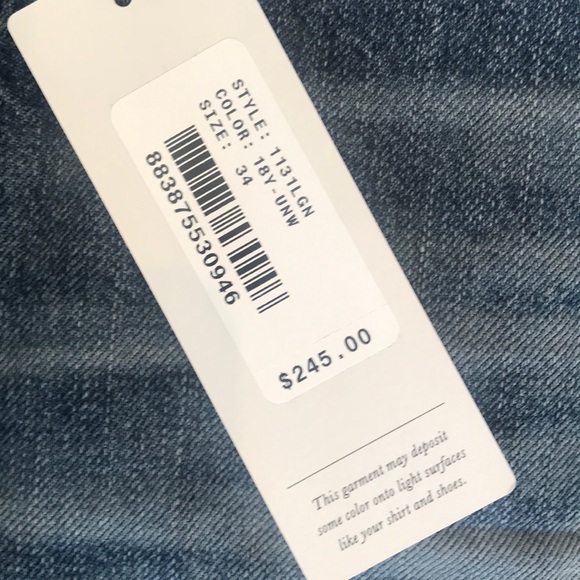 STYLE: 1131LGN
COLOR: 18Y-UNW
SIZE: 34
883875530946
$245.00
This garment may deposit
some color onto light surfaces
like your shirt and shoes.